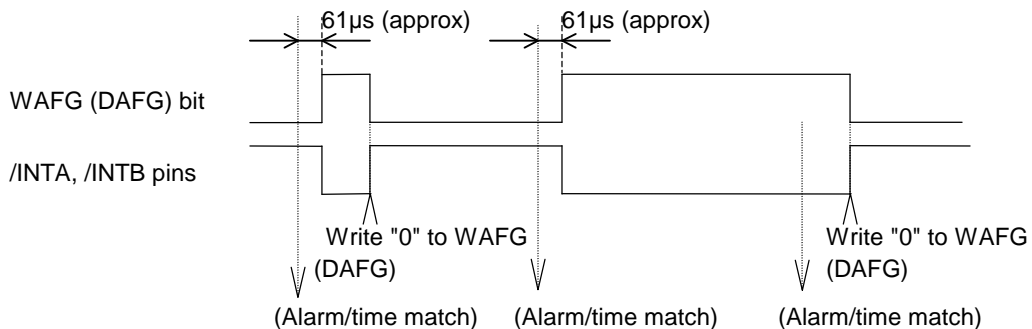 61µs (approx)
61µs (approx)
WAFG (DAFG) bit
/INTA, /INTB pins
Write "0" to WAFG
(DAFG)
Write "0" to WAFG
(DAFG)
(Alarm/time match)
(Alarm/time match)
(Alarm/time match)